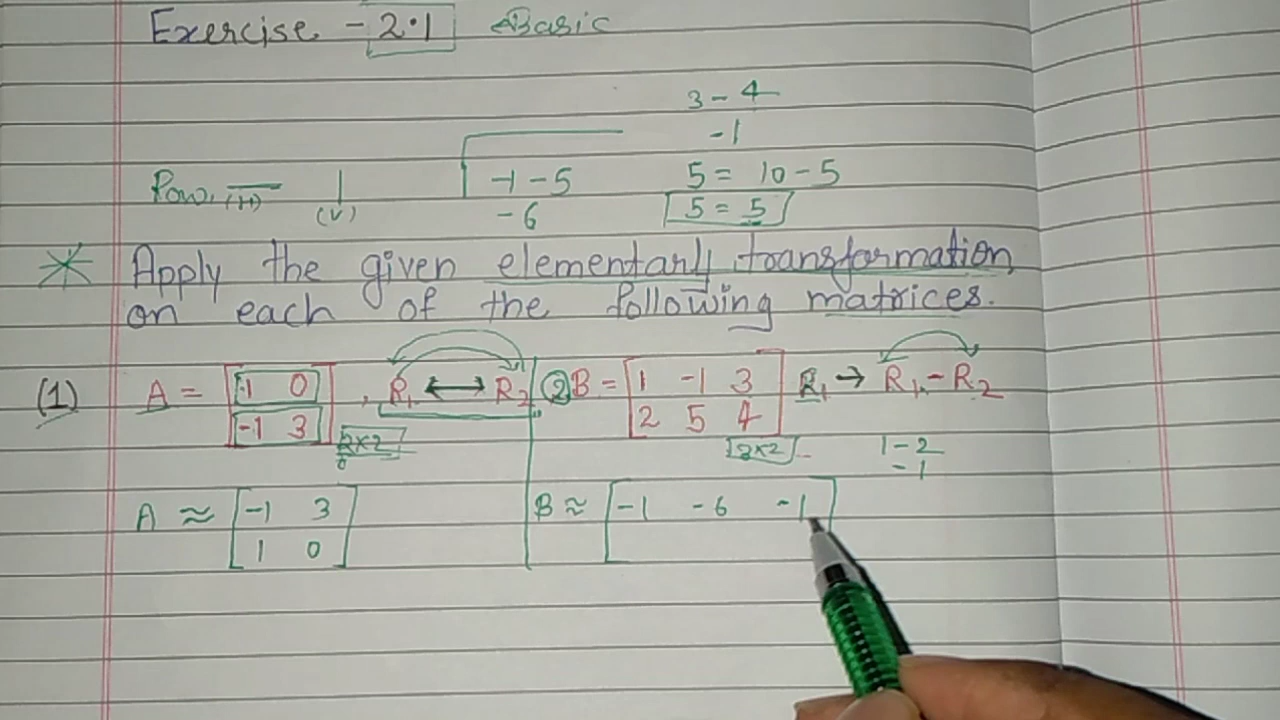 Exercise - 2.1 Basic
3 - 4
- 1
Row (H) (V)
-1 - 5
- 6
5 = 10 - 5
5 = 5
Apply the given elementary transformation
on each of the following matrices.
(1) A = [1 0
-1 3] , R₁ ↔ R₂
2×2
② B = [1 -1 3
2 5 4] R₁ → R₁ - R₂
1 - 2
- 1
A ≈ [-1 3
1 0]
B ≈ [-1 -6 -1]